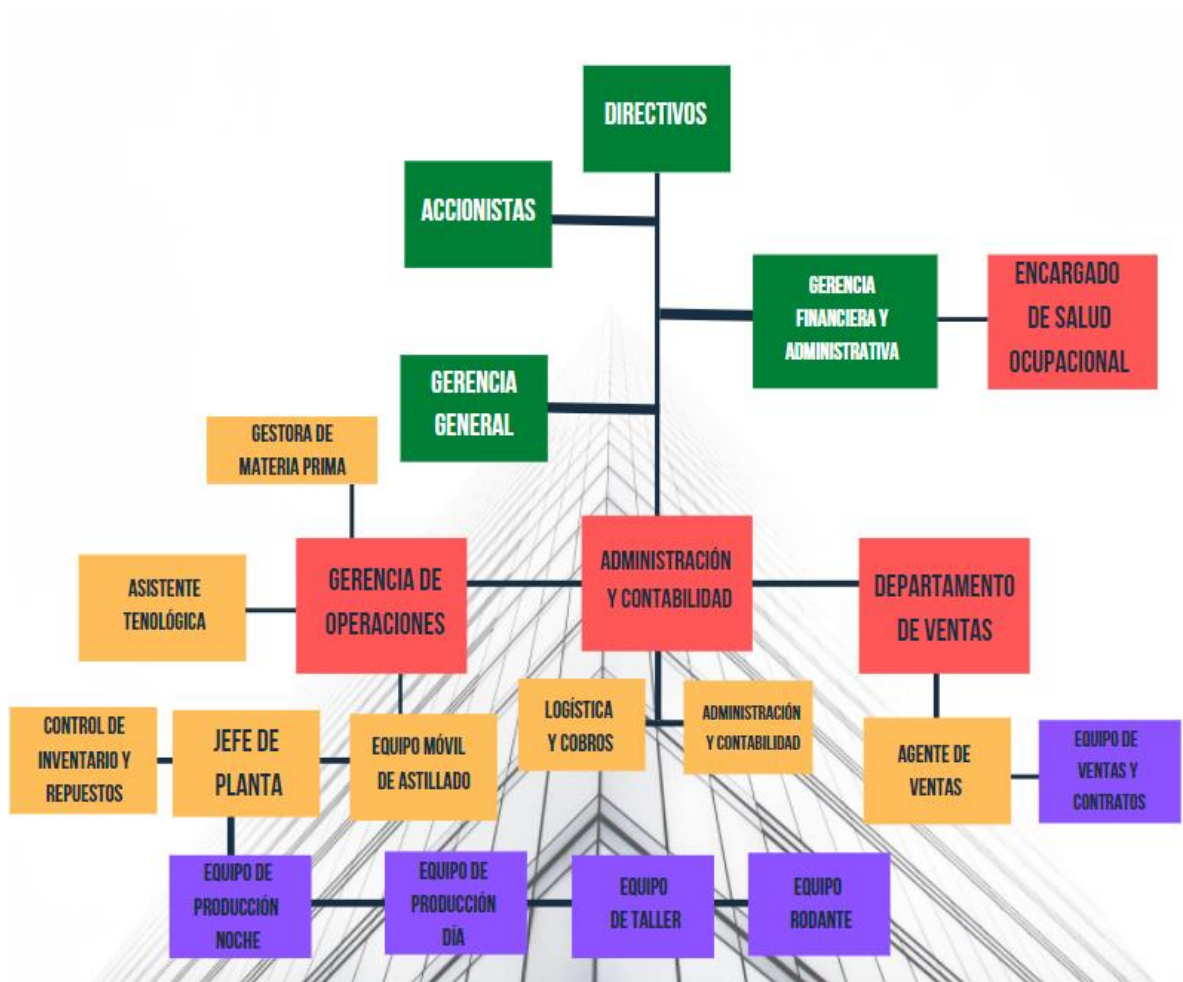 DIRECTIVOS
ACCIONISTAS
GERENCIA
FINANCIERA Y
ADMINISTRATIVA
ENCARGADO
DE SALUD
OCUPACIONAL
GERENCIA
GENERAL
GESTORA DE
MATERIA PRIMA
ASISTENTE
TENOLÓGICA
GERENCIA DE
OPERACIONES
ADMINISTRACIÓN
Y CONTABILIDAD
DEPARTAMENTO
DE VENTAS
CONTROL DE
INVENTARIO Y
REPUESTOS
JEFE DE
PLANTA
EQUIPO MÓVIL
DE ASTILLADO
LOGÍSTICA
Y COBROS
ADMINISTRACIÓN
Y CONTABILIDAD
AGENTE DE
VENTAS
EQUIPO DE
VENTAS Y
CONTRATOS
EQUIPO DE
PRODUCCIÓN
NOCHE
EQUIPO DE
PRODUCCIÓN
DÍA
EQUIPO
DE TALLER
EQUIPO
RODANTE